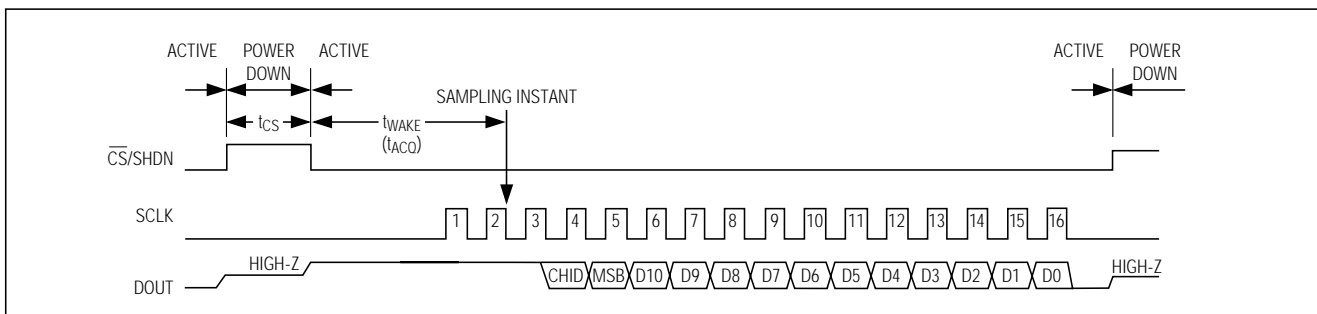 ACTIVE POWER DOWN ACTIVE ACTIVE POWER DOWN
SAMPLING INSTANT
tCS tWAKE (tACQ)
CS/SHDN
SCLK 1 2 3 4 5 6 7 8 9 10 11 12 13 14 15 16
DOUT HIGH-Z CHID MSB D10 D9 D8 D7 D6 D5 D4 D3 D2 D1 D0 HIGH-Z